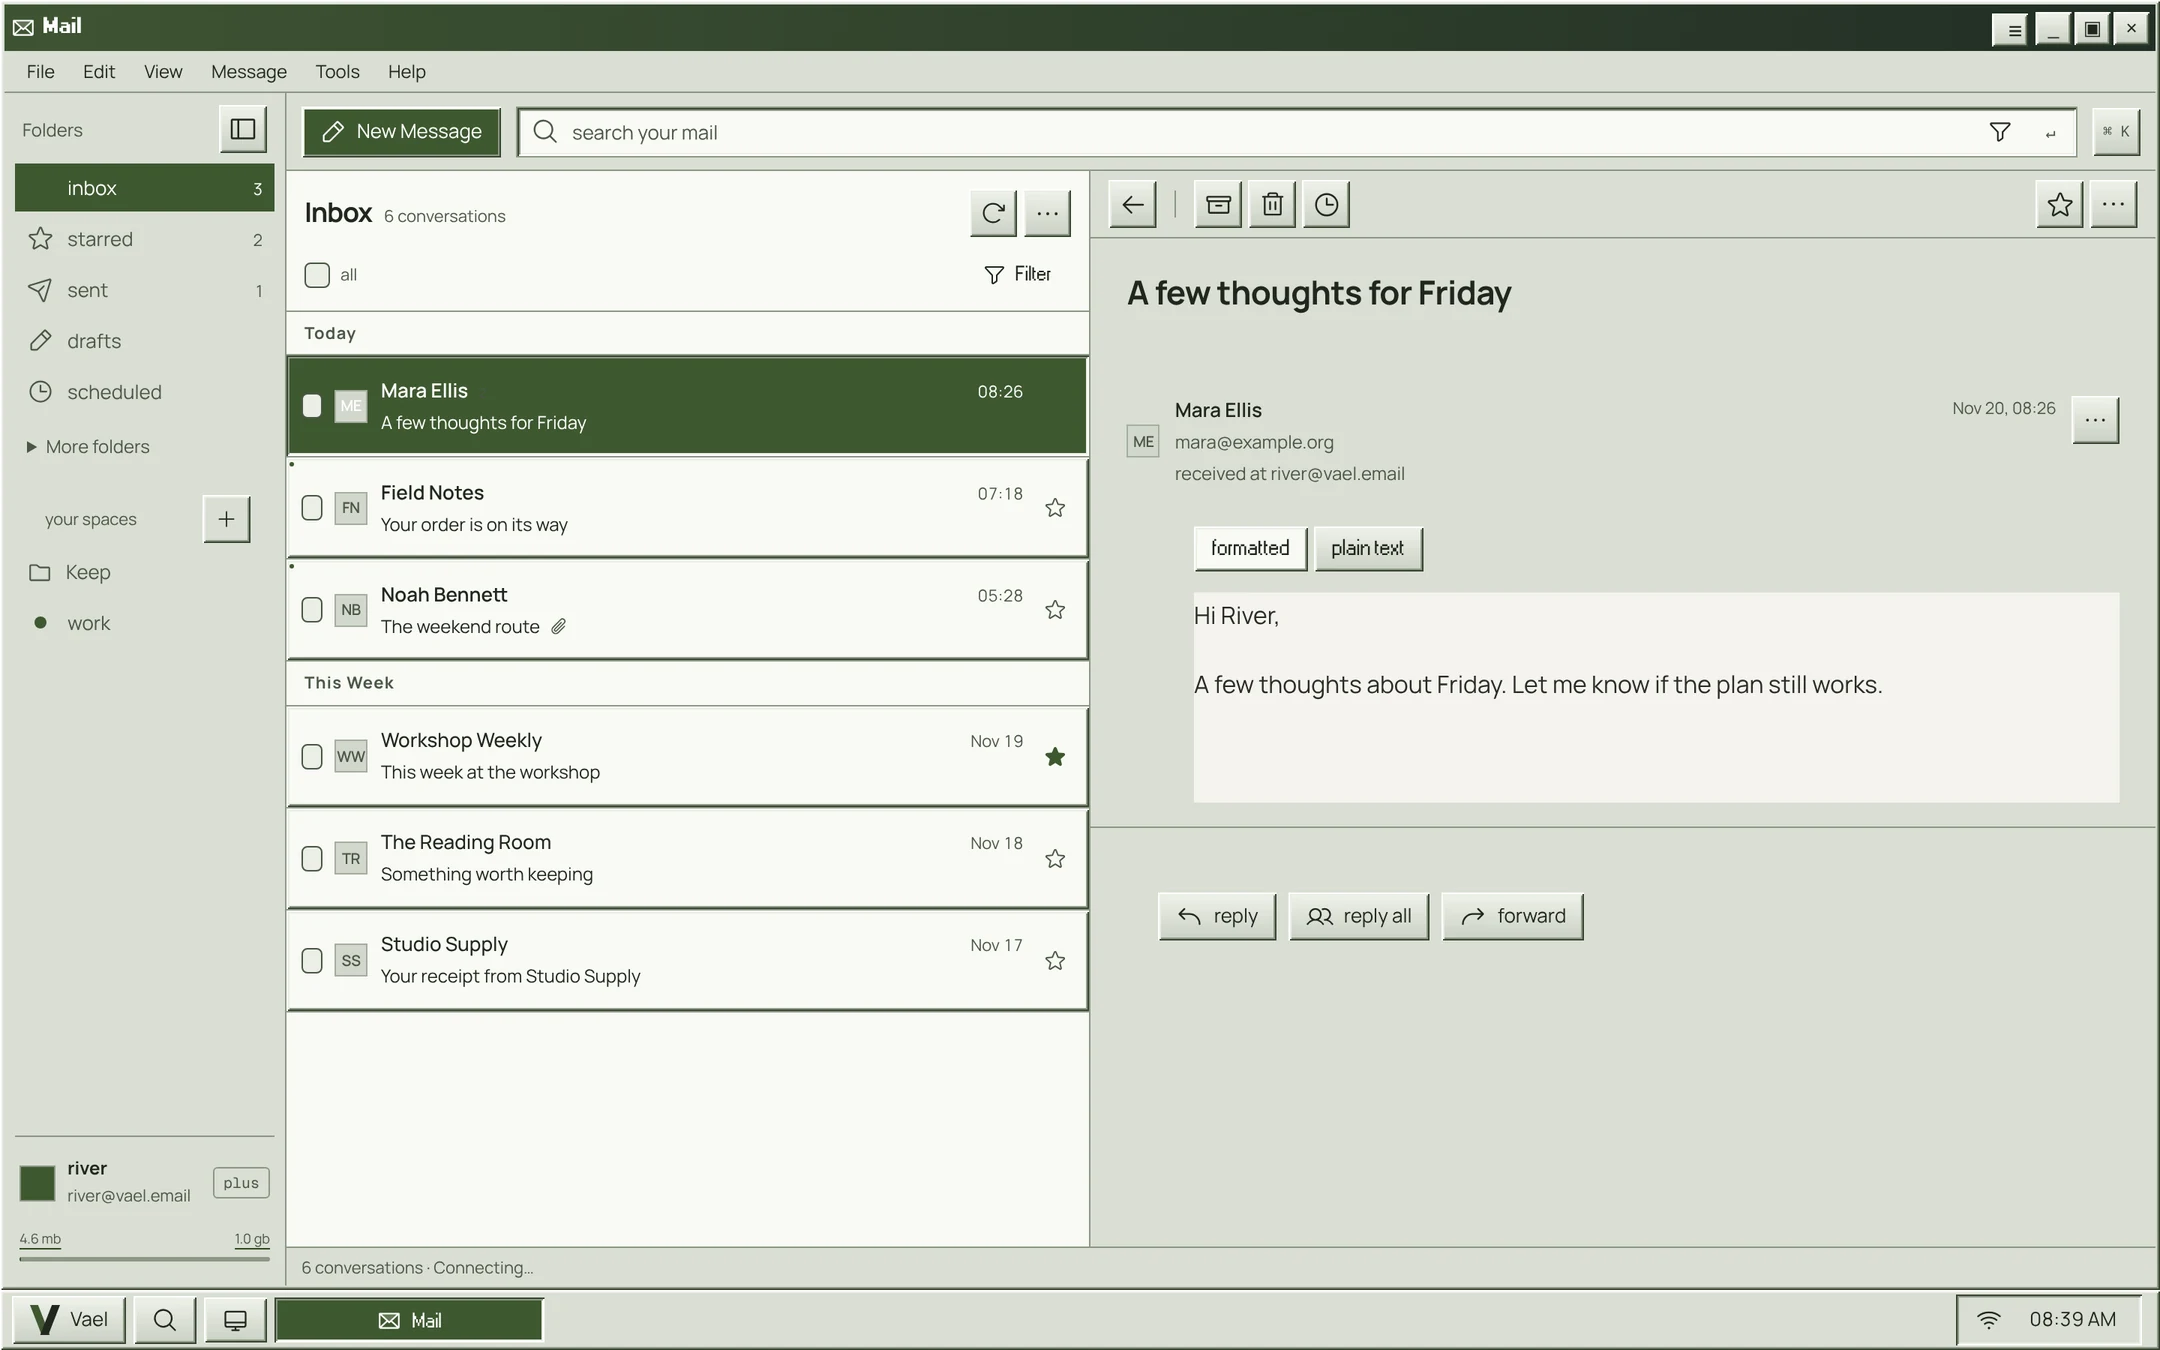 Mail
File Edit View Message Tools Help
Folders
inbox 3
starred 2
sent 1
drafts
scheduled
More folders
your spaces
Keep
work
river
river@vael.email
plus
4.6 mb 1.0 gb
New Message
search your mail
⌘ K
Inbox 6 conversations
all
Filter
Today
ME
Mara Ellis 08:26
A few thoughts for Friday
FN
Field Notes 07:18
Your order is on its way
NB
Noah Bennett 05:28
The weekend route
This Week
WW
Workshop Weekly Nov 19
This week at the workshop
TR
The Reading Room Nov 18
Something worth keeping
SS
Studio Supply Nov 17
Your receipt from Studio Supply
A few thoughts for Friday
ME
Mara Ellis Nov 20, 08:26
mara@example.org
received at river@vael.email
formatted plain text
Hi River,
A few thoughts about Friday. Let me know if the plan still works.
reply reply all forward
6 conversations · Connecting…
Vael
Mail
08:39 AM